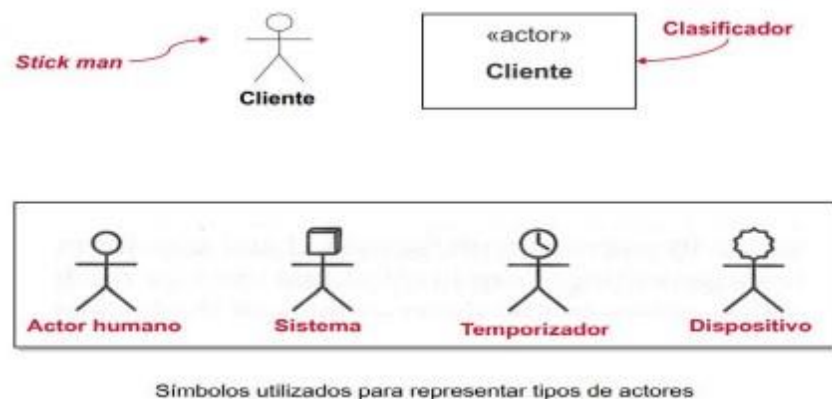 Stick man
Cliente
«actor»
Cliente
Clasificador
Actor humano
Sistema
Temporizador
Dispositivo
Símbolos utilizados para representar tipos de actores